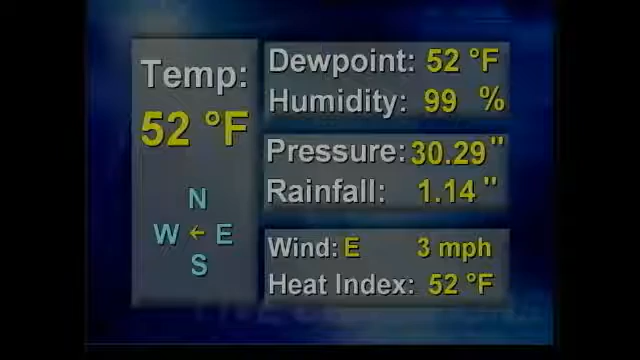 Temp:
52 °F
N
W ← E
S
Dewpoint: 52 °F
Humidity: 99 %
Pressure: 30.29"
Rainfall: 1.14"
Wind: E 3 mph
Heat Index: 52 °F